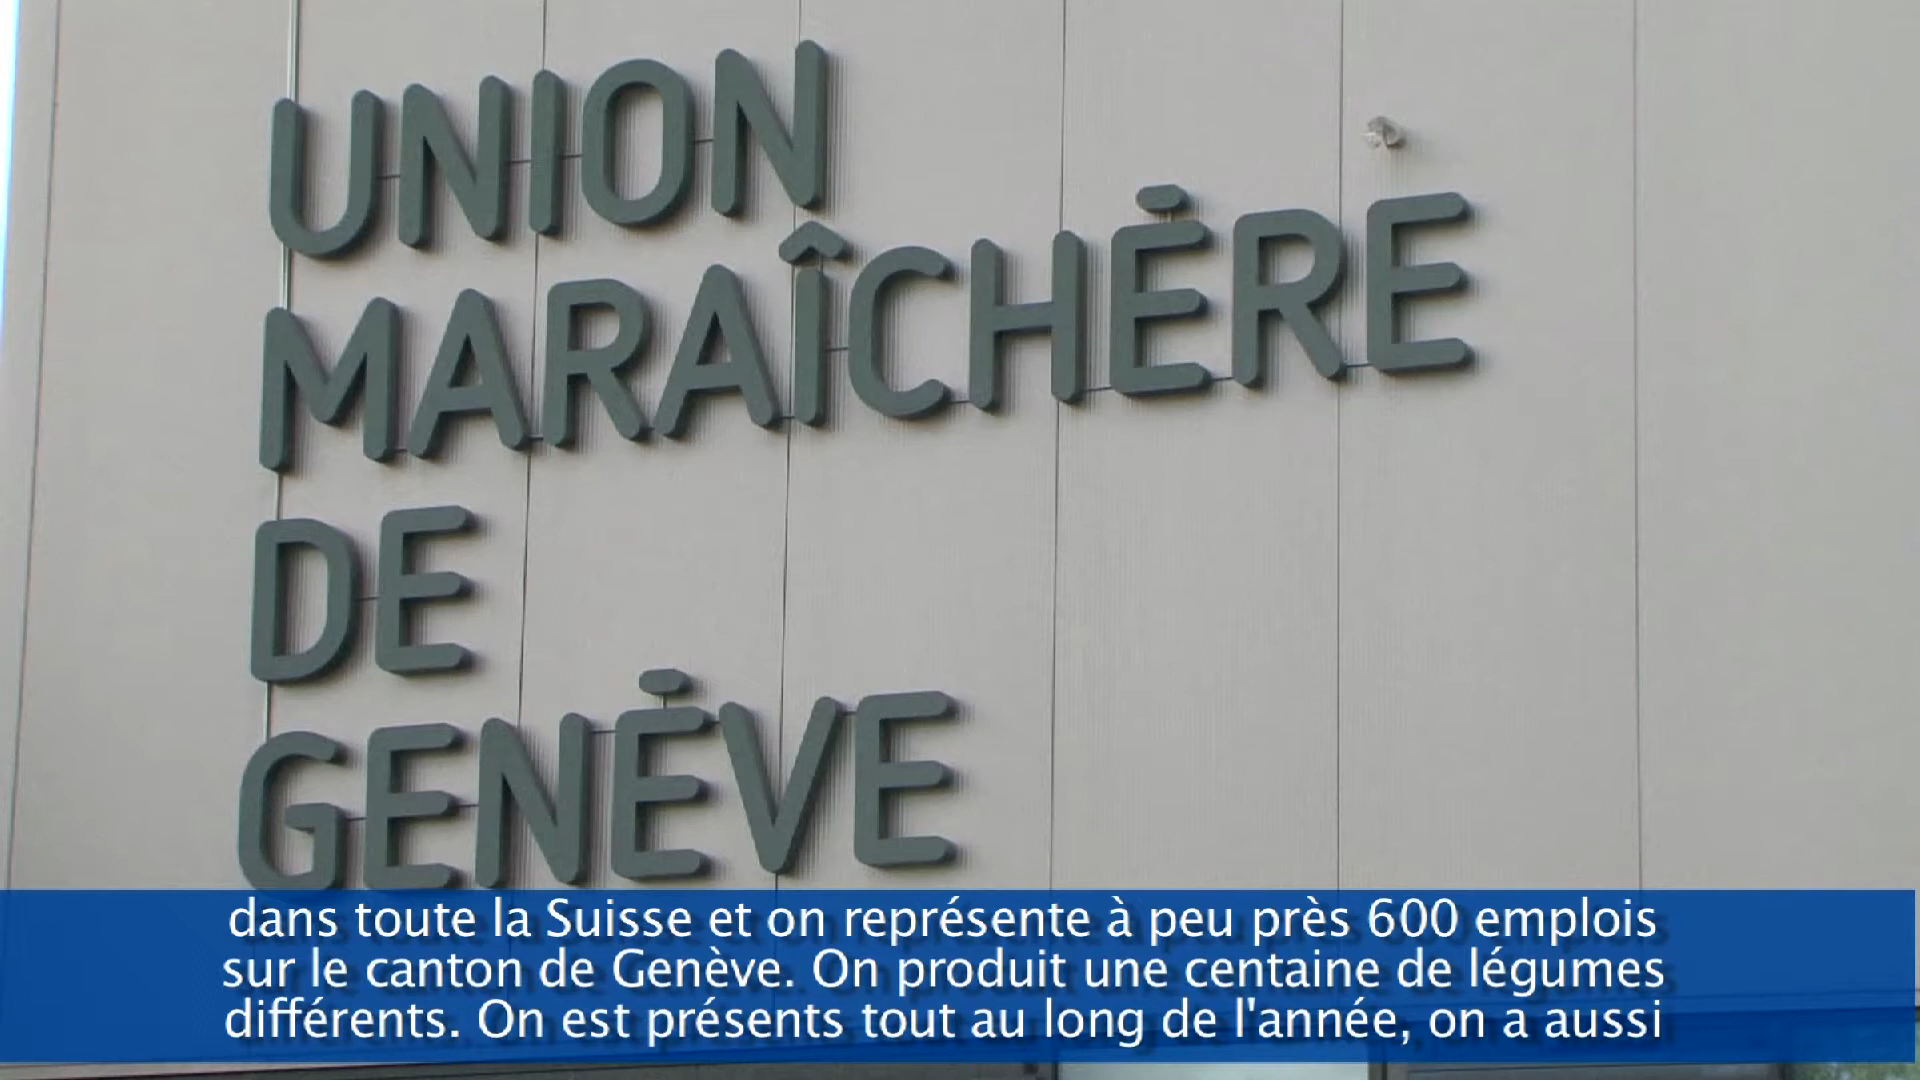 UNION
MARAÎCHÈRE
DE
GENÈVE
dans toute la Suisse et on représente à peu près 600 emplois
sur le canton de Genève. On produit une centaine de légumes
différents. On est présents tout au long de l'année, on a aussi